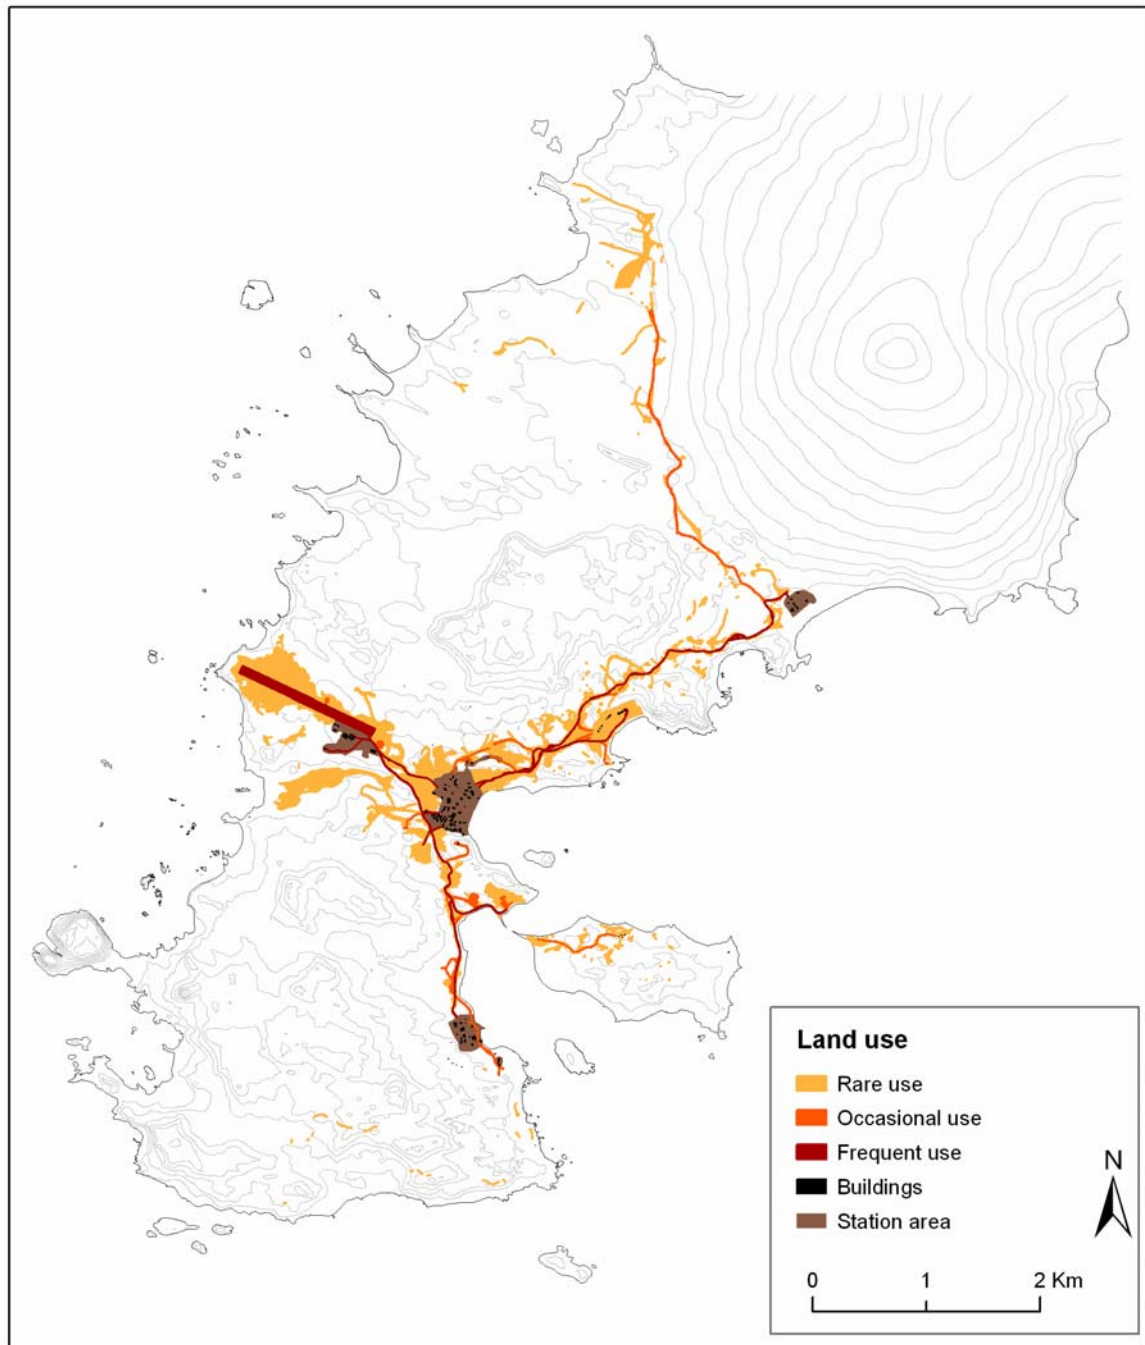 Land use
Rare use
Occasional use
Frequent use
Buildings
Station area
N
0 1 2 Km